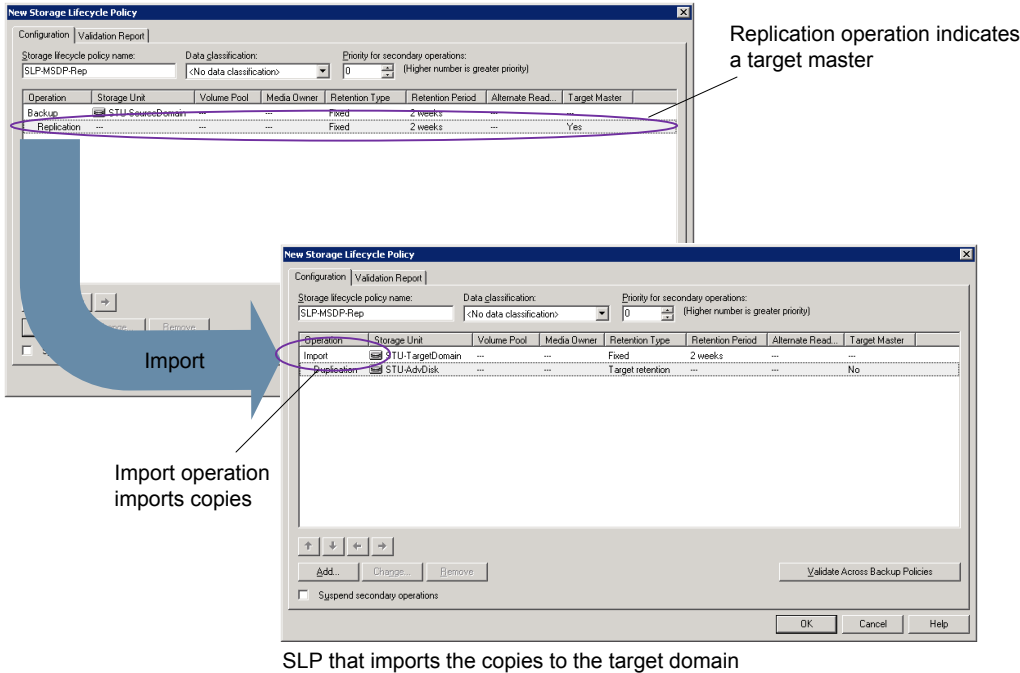 New Storage Lifecycle Policy
Configuration Validation Report
Storage lifecycle policy name: Data classification: Priority for secondary operations:
SLP-MSDP-Rep <No data classification> 0 (Higher number is greater priority)
Operation Storage Unit Volume Pool Media Owner Retention Type Retention Period Alternate Read... Target Master
Backup STU-SourceDomain --- --- Fixed 2 weeks --- ---
Replication --- --- --- Fixed 2 weeks --- Yes
Replication operation indicates
a target master
Remove
Import
New Storage Lifecycle Policy
Configuration Validation Report
Storage lifecycle policy name: Data classification: Priority for secondary operations:
SLP-MSDP-Rep <No data classification> 0 (Higher number is greater priority)
Operation Storage Unit Volume Pool Media Owner Retention Type Retention Period Alternate Read... Target Master
Import STU-TargetDomain --- --- Fixed 2 weeks --- ---
Duplication STU-AdvDisk --- --- Target retention --- --- No
Import operation
imports copies
Add... Change... Remove Validate Across Backup Policies
Suspend secondary operations
OK Cancel Help
SLP that imports the copies to the target domain